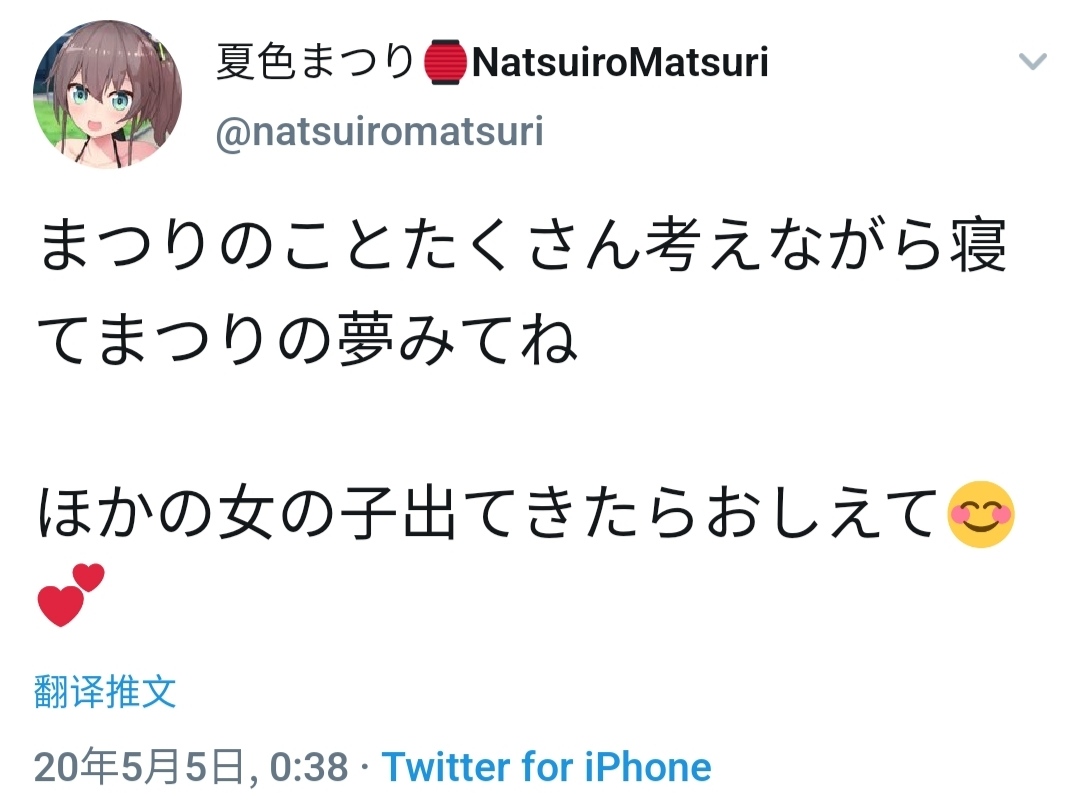 夏色まつり🏮NatsuiroMatsuri
@natsuiromatsuri
まつりのことたくさん考えながら寝
てまつりの夢みてね
ほかの女の子出てきたらおしえて😊
💕
翻译推文
20年5月5日, 0:38 · Twitter for iPhone